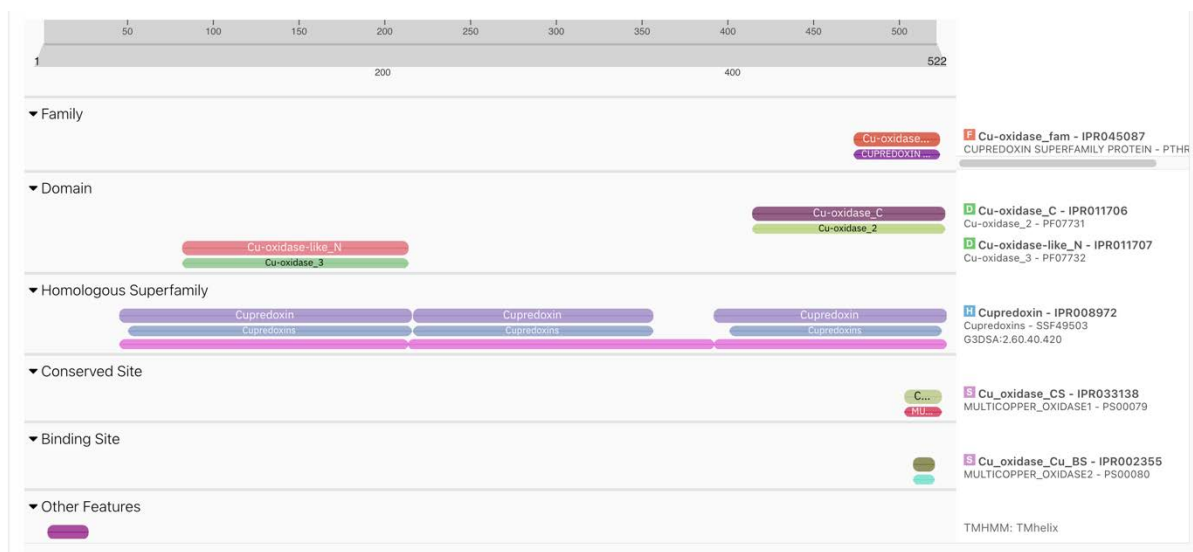 50 100 150 200 250 300 350 400 450 500
1 522
200 400
Family
Cu-oxidase... Cu-oxidase_fam - IPR045087
CUPREDOXIN ... CUPREDOXIN SUPERFAMILY PROTEIN - PTHR
Domain
Cu-oxidase_C Cu-oxidase_C - IPR011706
Cu-oxidase_2 Cu-oxidase_2 - PF07731
Cu-oxidase-like_N Cu-oxidase-like_N - IPR011707
Cu-oxidase_3 Cu-oxidase_3 - PF07732
Homologous Superfamily
Cupredoxin Cupredoxin Cupredoxin Cupredoxin - IPR008972
Cupredoxins Cupredoxins Cupredoxins Cupredoxins - SSF49503
G3DSA:2.60.40.420
Conserved Site
C... Cu_oxidase_CS - IPR033138
MU... MULTICOPPER_OXIDASE1 - PS00079
Binding Site
Cu_oxidase_Cu_BS - IPR002355
MULTICOPPER_OXIDASE2 - PS00080
Other Features
TMHMM: TMhelix